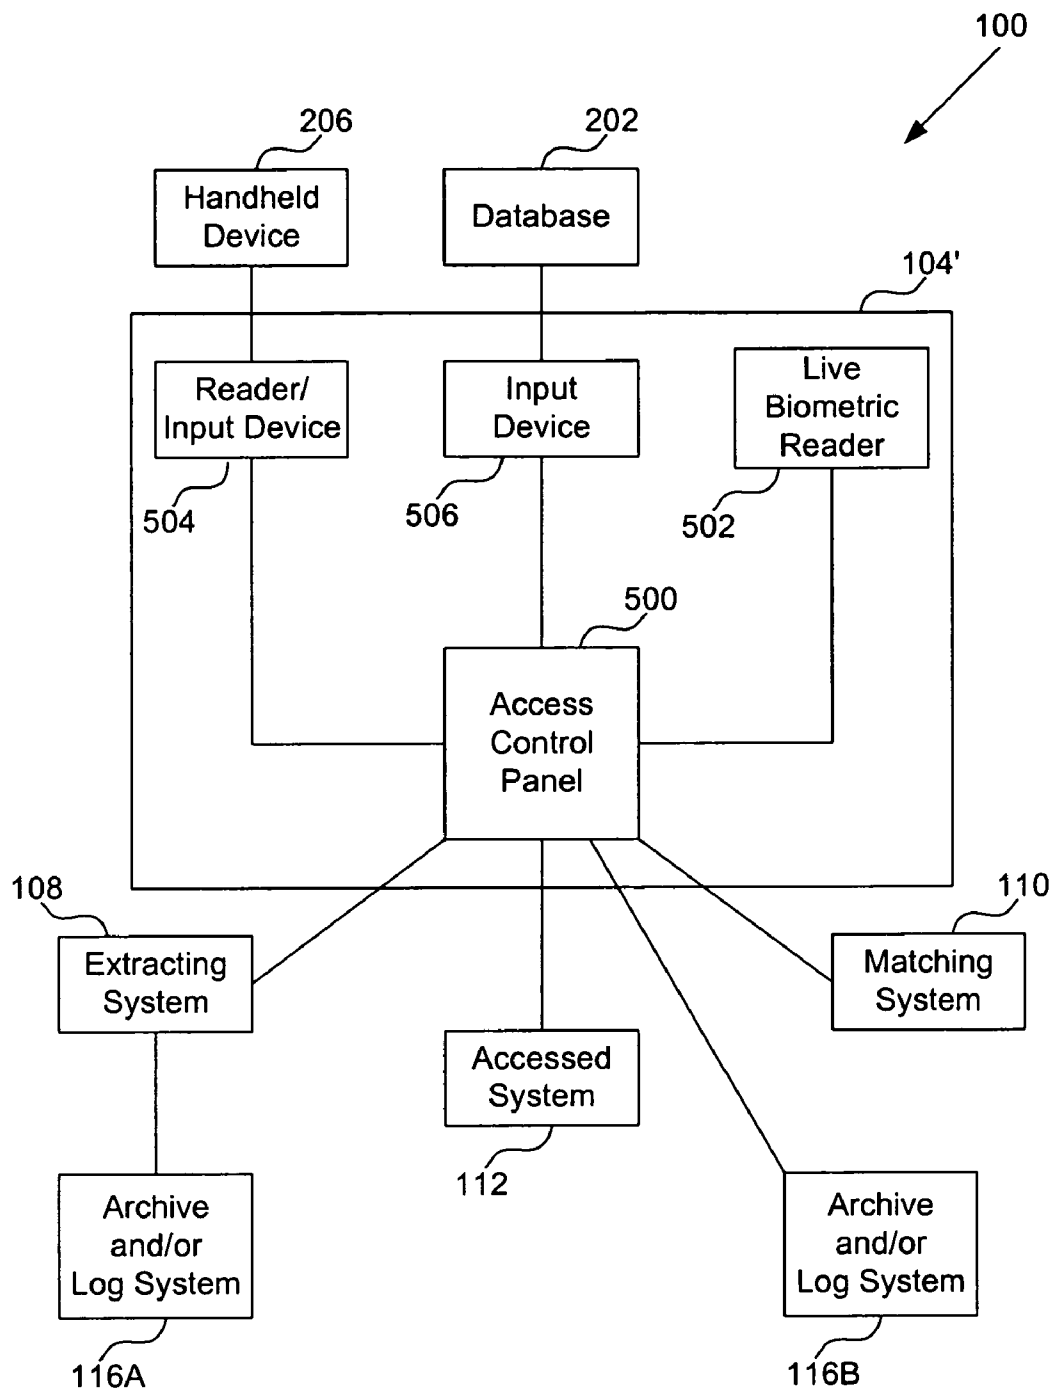 100
206
202
Handheld
Device
Database
104'
Reader/
Input Device
Input
Device
Live
Biometric
Reader
504
506
502
500
Access
Control
Panel
108
110
Extracting
System
Matching
System
Accessed
System
112
Archive
and/or
Log System
Archive
and/or
Log System
116A
116B